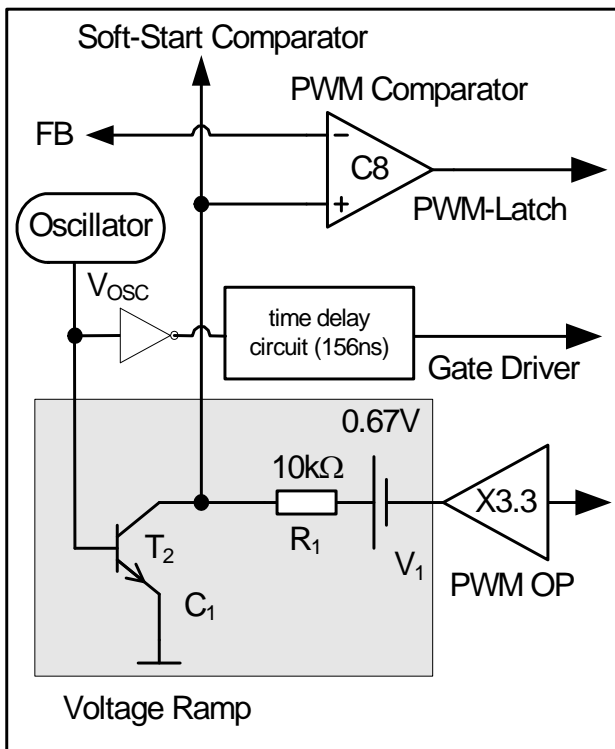 Soft-Start Comparator
PWM Comparator
FB
−
C8
+
PWM-Latch
Oscillator
VOSC
time delay
circuit (156ns)
Gate Driver
0.67V
10kΩ
X3.3
R1
T2
V1
PWM OP
C1
Voltage Ramp